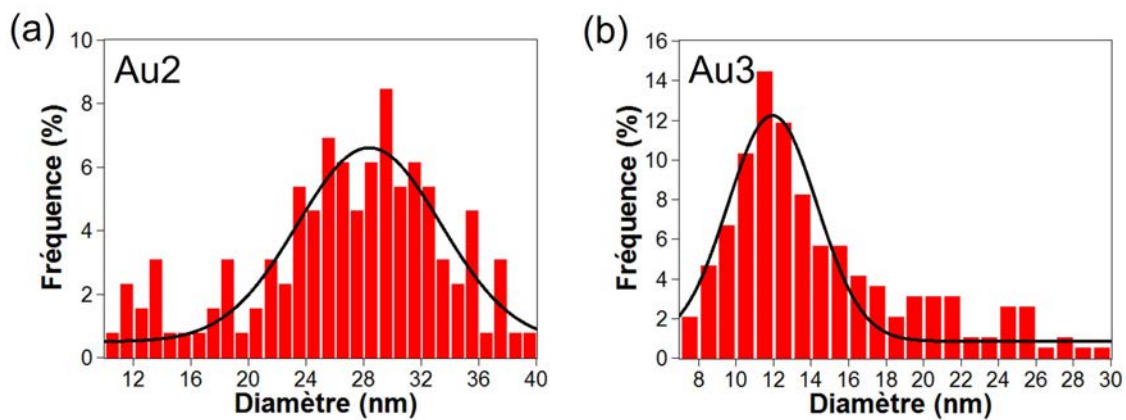 (a)
Au2
Fréquence (%)
10
8
6
4
2
0
12 16 20 24 28 32 36 40
Diamètre (nm)
(b)
Au3
Fréquence (%)
16
14
12
10
8
6
4
2
0
8 10 12 14 16 18 20 22 24 26 28 30
Diamètre (nm)